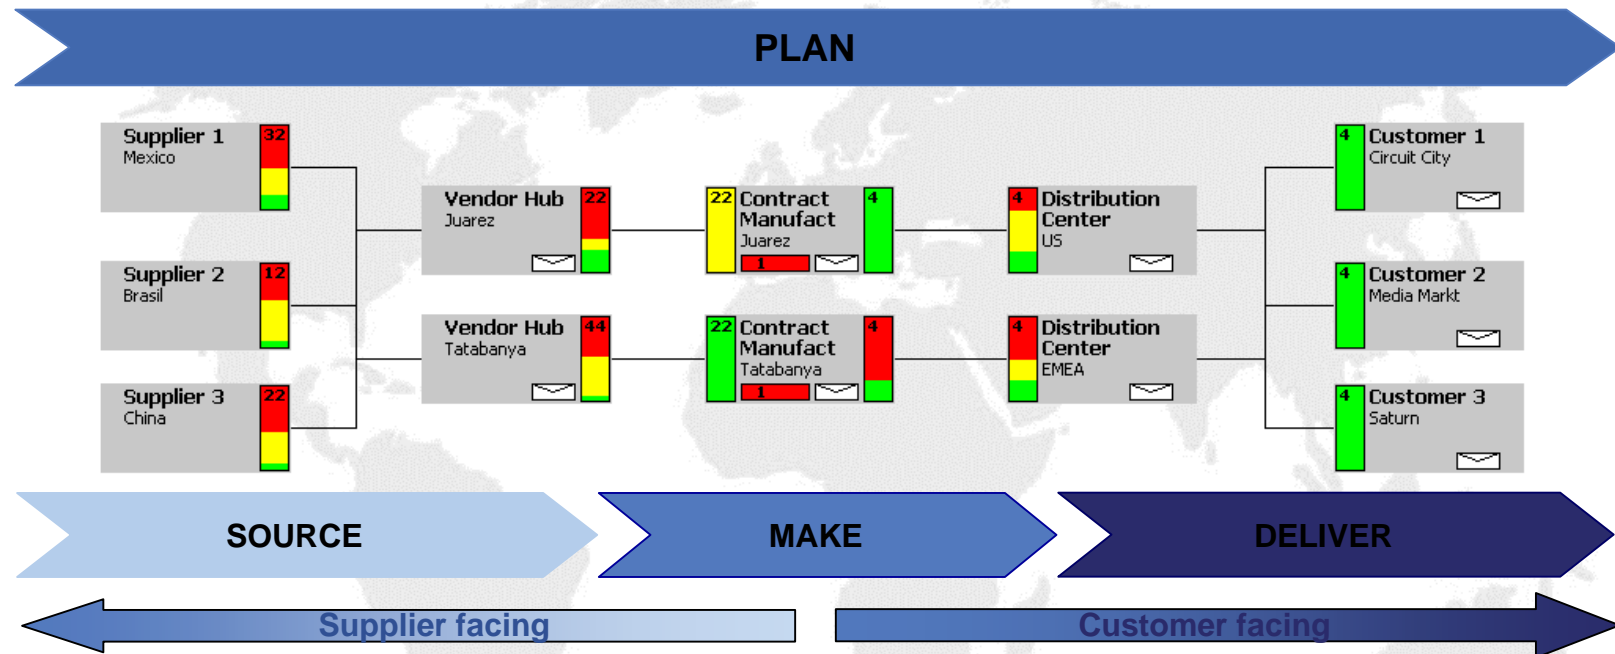 PLAN
Supplier 1
Mexico
32
Supplier 2
Brasil
12
Supplier 3
China
22
Vendor Hub
Juarez
22
Vendor Hub
Tatabanya
44
22
Contract
Manufact
Juarez
1
4
22
Contract
Manufact
Tatabanya
1
4
4
Distribution
Center
US
4
Distribution
Center
EMEA
4
Customer 1
Circuit City
4
Customer 2
Media Markt
4
Customer 3
Saturn
SOURCE
MAKE
DELIVER
Supplier facing
Customer facing